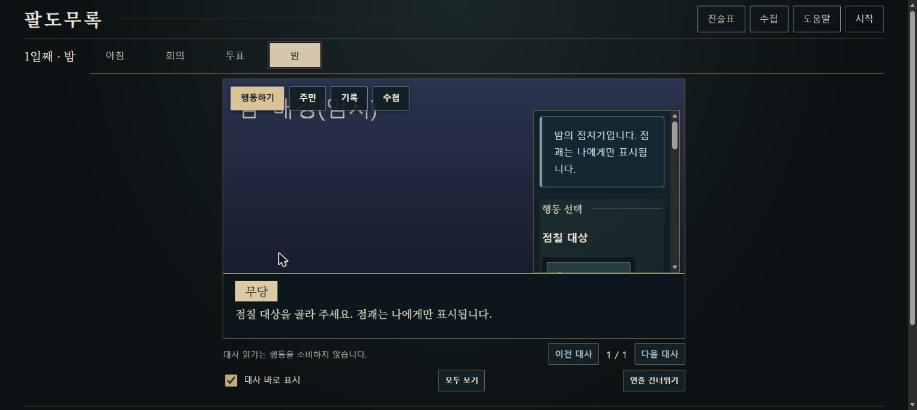 팔도무록
진술표
수첩
도움말
시작
1일째 · 밤
아침
회의
투표
밤
행동하기
주민
기록
수첩
밤 배경(임시)
밤의 점치기입니다. 점
괘는 나에게만 표시됩
니다.
행동 선택
점칠 대상
무당
점칠 대상을 골라 주세요. 점괘는 나에게만 표시됩니다.
대사 읽기는 행동을 소비하지 않습니다.
이전 대사
1 / 1
다음 대사
대사 바로 표시
모두 보기
연출 건너뛰기